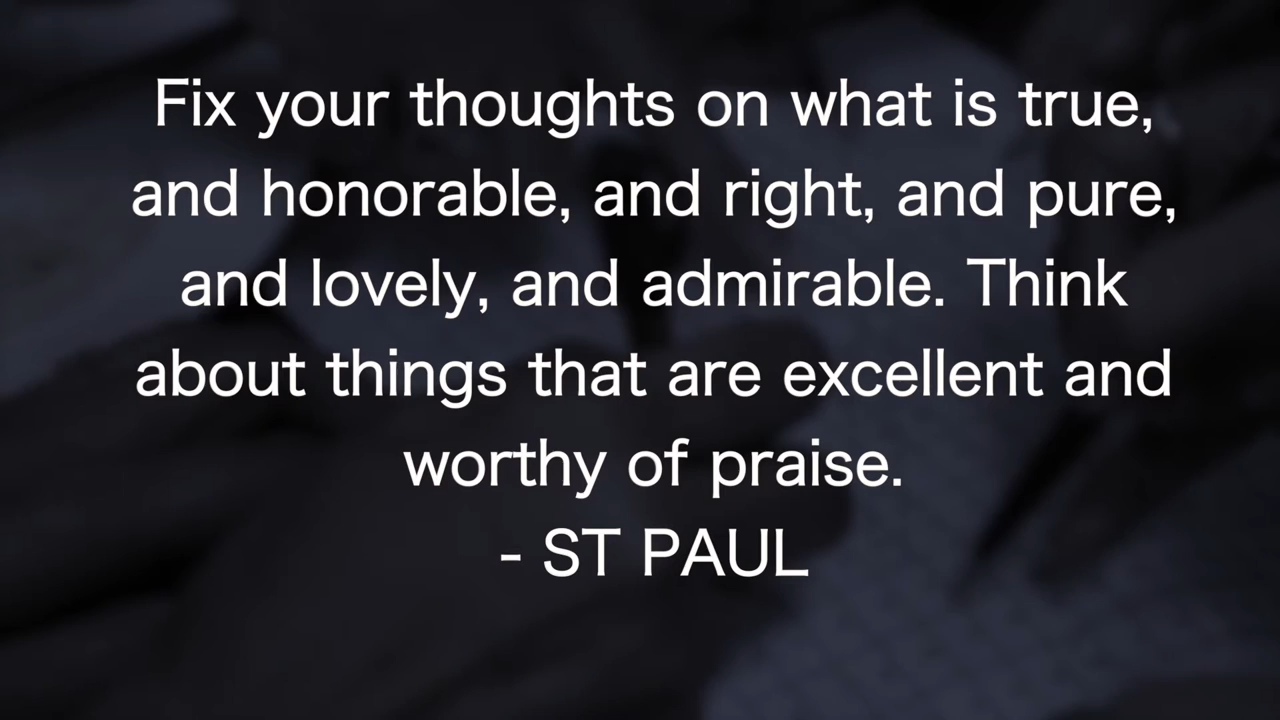 Fix your thoughts on what is true,
and honorable, and right, and pure,
and lovely, and admirable. Think
about things that are excellent and
worthy of praise.
- ST PAUL